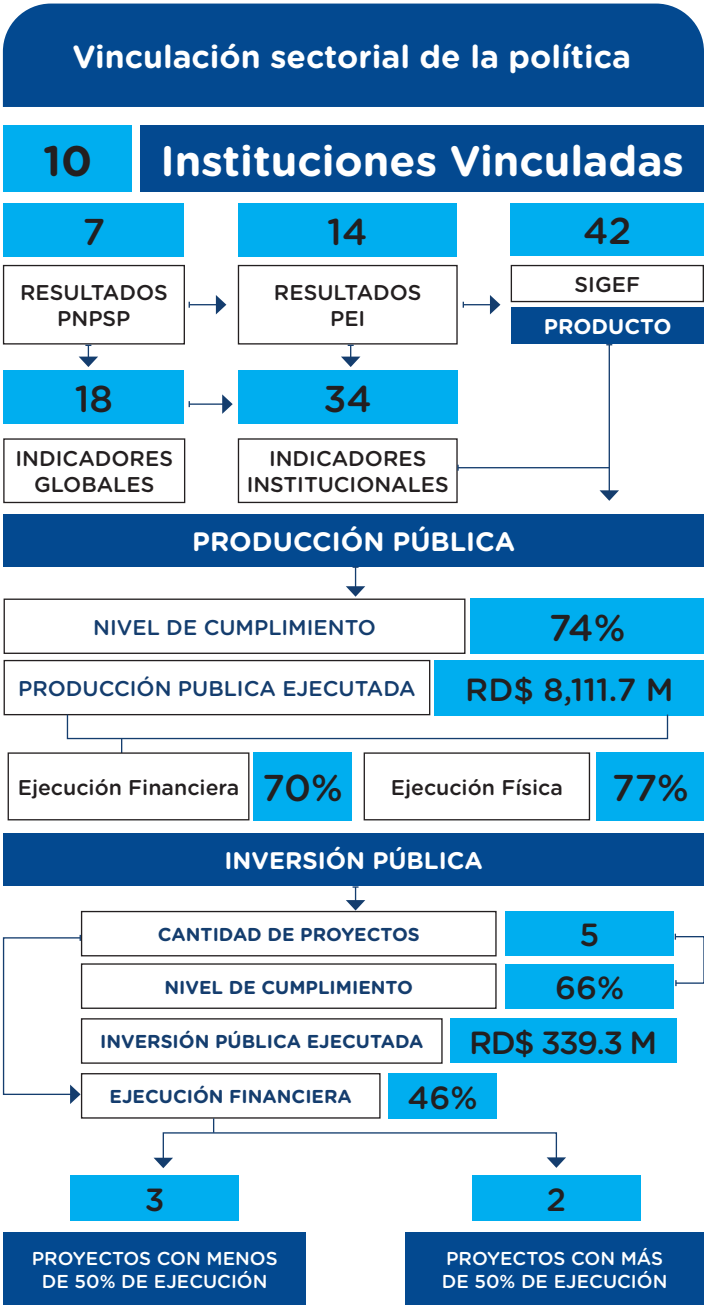 Vinculación sectorial de la política
10 Instituciones Vinculadas
7
14
42
RESULTADOS
PNPSP
RESULTADOS
PEI
SIGEF
PRODUCTO
18
34
INDICADORES
GLOBALES
INDICADORES
INSTITUCIONALES
PRODUCCIÓN PÚBLICA
NIVEL DE CUMPLIMIENTO 74%
PRODUCCIÓN PUBLICA EJECUTADA RD$ 8,111.7 M
Ejecución Financiera 70% Ejecución Física 77%
INVERSIÓN PÚBLICA
CANTIDAD DE PROYECTOS 5
NIVEL DE CUMPLIMIENTO 66%
INVERSIÓN PÚBLICA EJECUTADA RD$ 339.3 M
EJECUCIÓN FINANCIERA 46%
3
PROYECTOS CON MENOS
DE 50% DE EJECUCIÓN
2
PROYECTOS CON MÁS
DE 50% DE EJECUCIÓN